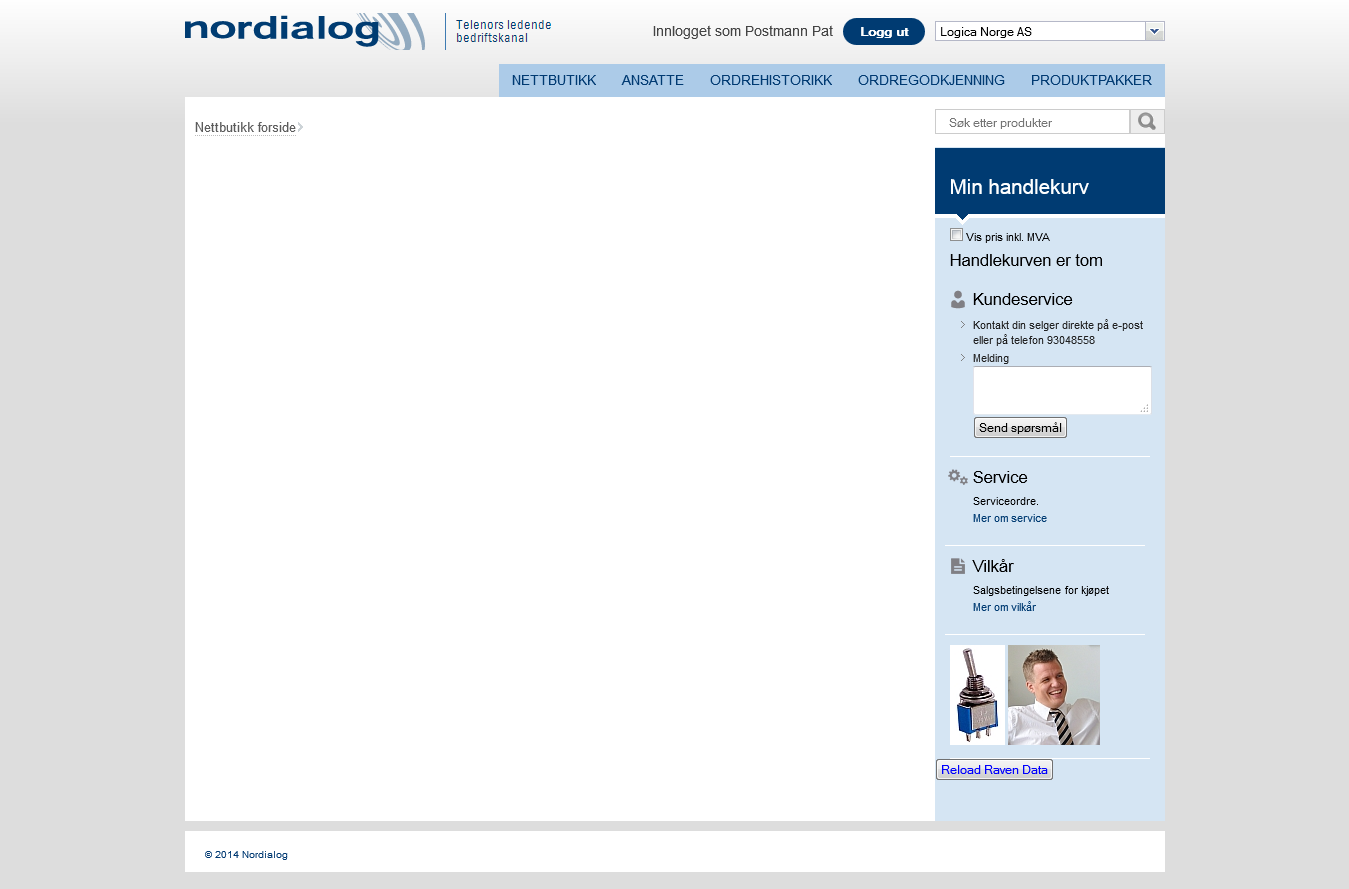 nordialog
Telenors ledende
bedriftskanal
Innlogget som Postmann Pat
Logg ut
Logica Norge AS
NETTBUTIKK ANSATTE ORDREHISTORIKK ORDREGODKJENNING PRODUKTPAKKER
Nettbutikk forside
Søk etter produkter
Min handlekurv
Vis pris inkl. MVA
Handlekurven er tom
Kundeservice
Kontakt din selger direkte på e-post
eller på telefon 93048558
Melding
Send spørsmål
Service
Serviceordre.
Mer om service
Vilkår
Salgsbetingelsene for kjøpet
Mer om vilkår
Reload Raven Data
© 2014 Nordialog